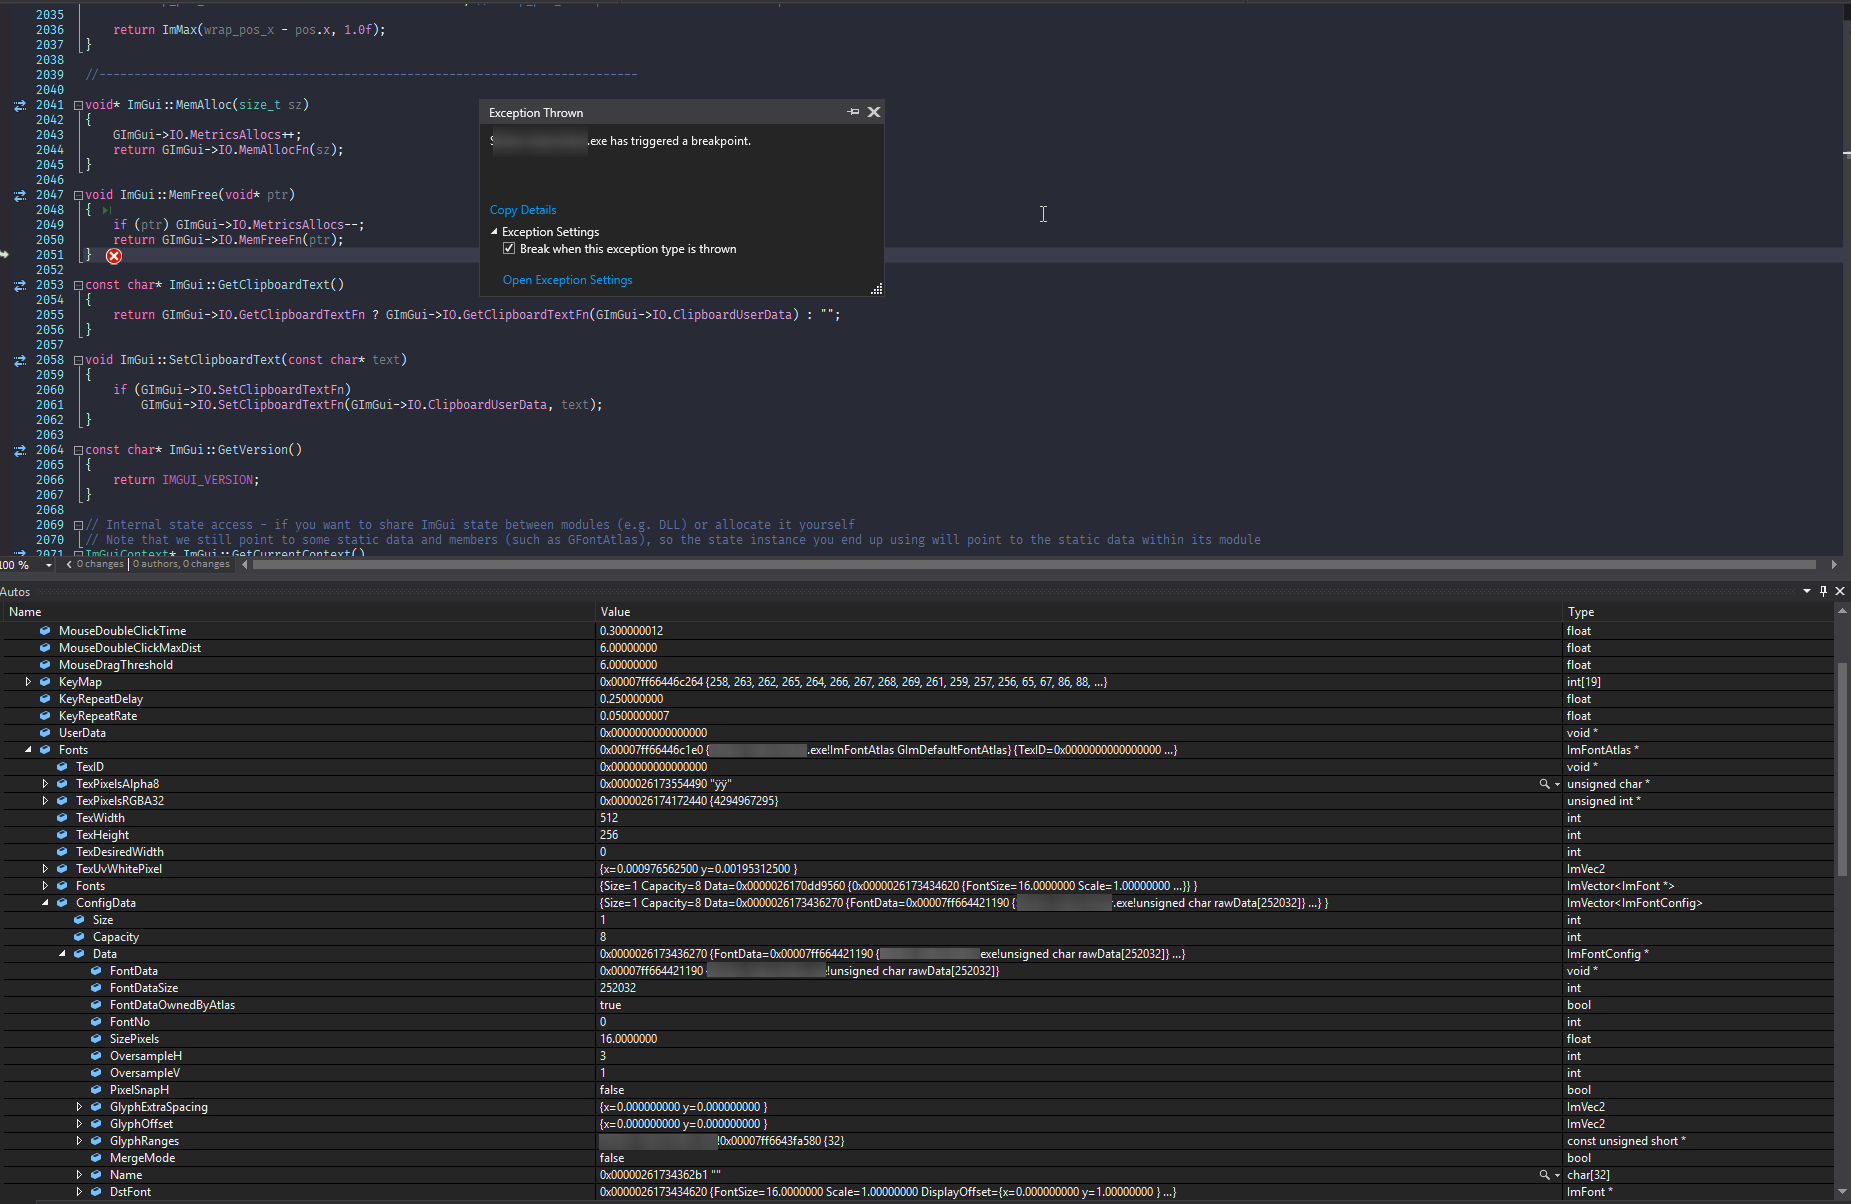 2035
2036 return ImMax(wrap_pos_x - pos.x, 1.0f);
2037 }
2038
2039 //-----------------------------------------------------------------------------
2040
2041 void* ImGui::MemAlloc(size_t sz)
2042 {
2043 GImGui->IO.MetricsAllocs++;
2044 return GImGui->IO.MemAllocFn(sz);
2045 }
2046
2047 void ImGui::MemFree(void* ptr)
2048 {
2049 if (ptr) GImGui->IO.MetricsAllocs--;
2050 return GImGui->IO.MemFreeFn(ptr);
2051 }
2052
2053 const char* ImGui::GetClipboardText()
2054 {
2055 return GImGui->IO.GetClipboardTextFn ? GImGui->IO.GetClipboardTextFn(GImGui->IO.ClipboardUserData) : "";
2056 }
2057
2058 void ImGui::SetClipboardText(const char* text)
2059 {
2060 if (GImGui->IO.SetClipboardTextFn)
2061 GImGui->IO.SetClipboardTextFn(GImGui->IO.ClipboardUserData, text);
2062 }
2063
2064 const char* ImGui::GetVersion()
2065 {
2066 return IMGUI_VERSION;
2067 }
2068
2069 // Internal state access - if you want to share ImGui state between modules (e.g. DLL) or allocate it yourself
2070 // Note that we still point to some static data and members (such as GFontAtlas), so the state instance you end up using will point to the static data within its module
2071 ImGuiContext* ImGui::GetCurrentContext()
Exception Thrown
S .exe has triggered a breakpoint.
Copy Details
Exception Settings
Break when this exception type is thrown
Open Exception Settings
100 % 0 changes | 0 authors, 0 changes
Autos
Name Value Type
MouseDoubleClickTime 0.300000012 float
MouseDoubleClickMaxDist 6.00000000 float
MouseDragThreshold 6.00000000 float
KeyMap 0x00007ff66446c264 {258, 263, 262, 265, 264, 266, 267, 268, 269, 261, 259, 257, 256, 65, 67, 86, 88, ...} int[19]
KeyRepeatDelay 0.250000000 float
KeyRepeatRate 0.0500000007 float
UserData 0x0000000000000000 void *
Fonts 0x00007ff66446c1e0 { .exe!ImFontAtlas GImDefaultFontAtlas} {TexID=0x0000000000000000 ...} ImFontAtlas *
TexID 0x0000000000000000 void *
TexPixelsAlpha8 0x0000026173554490 "ÿÿ" unsigned char *
TexPixelsRGBA32 0x0000026174172440 {4294967295} unsigned int *
TexWidth 512 int
TexHeight 256 int
TexDesiredWidth 0 int
TexUvWhitePixel {x=0.000976562500 y=0.00195312500 } ImVec2
Fonts {Size=1 Capacity=8 Data=0x0000026170dd9560 {0x0000026173434620 {FontSize=16.0000000 Scale=1.00000000 ...}} } ImVector<ImFont *>
ConfigData {Size=1 Capacity=8 Data=0x0000026173436270 {FontData=0x00007ff664421190 { .exe!unsigned char rawData[252032]} ...} } ImVector<ImFontConfig>
Size 1 int
Capacity 8 int
Data 0x0000026173436270 {FontData=0x00007ff664421190 { exe!unsigned char rawData[252032]} ...} ImFontConfig *
FontData 0x00007ff664421190 { !unsigned char rawData[252032]} void *
FontDataSize 252032 int
FontDataOwnedByAtlas true bool
FontNo 0 int
SizePixels 16.0000000 float
OversampleH 3 int
OversampleV 1 int
PixelSnapH false bool
GlyphExtraSpacing {x=0.000000000 y=0.000000000 } ImVec2
GlyphOffset {x=0.000000000 y=0.000000000 } ImVec2
GlyphRanges !0x00007ff6643fa580 {32} const unsigned short *
MergeMode false bool
Name 0x00000261734362b1 "" char[32]
DstFont 0x0000026173434620 {FontSize=16.0000000 Scale=1.00000000 DisplayOffset={x=0.000000000 y=1.00000000 } ...} ImFont *